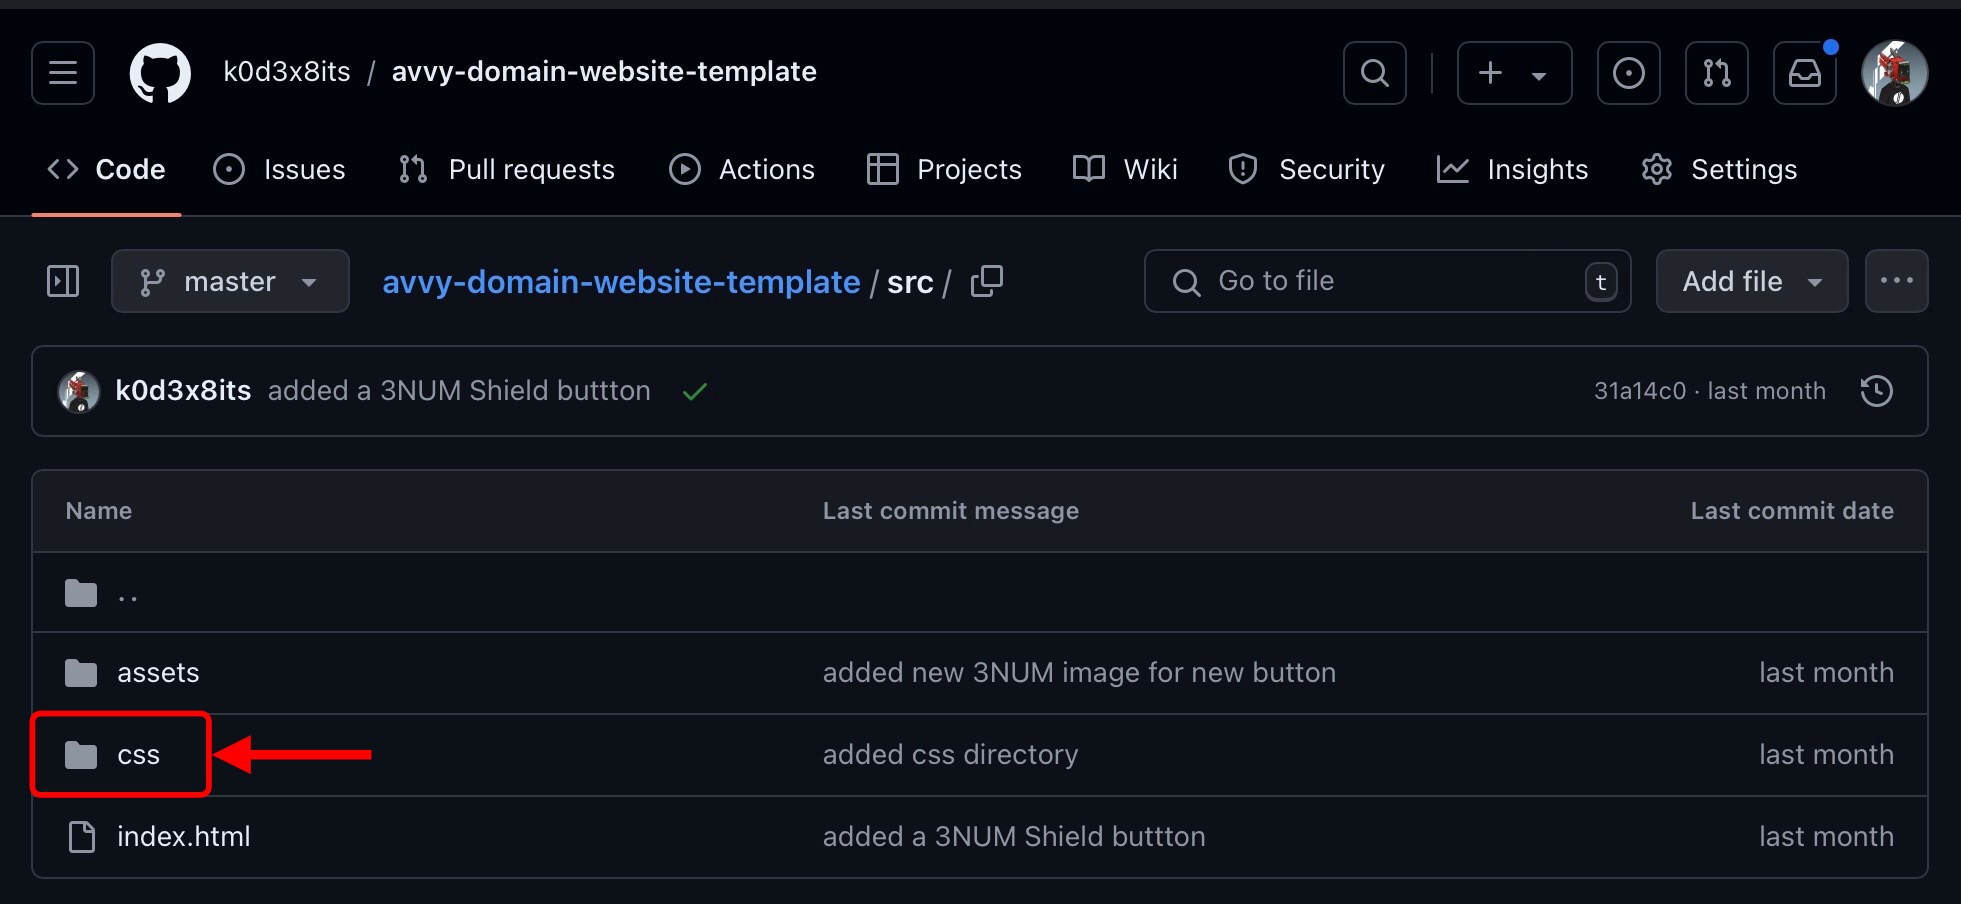 k0d3x8its / avvy-domain-website-template
Code Issues Pull requests Actions Projects Wiki Security Insights Settings
master avvy-domain-website-template / src / Go to file t Add file
k0d3x8its added a 3NUM Shield buttton 31a14c0 · last month
Name Last commit message Last commit date
..
assets added new 3NUM image for new button last month
css added css directory last month
index.html added a 3NUM Shield buttton last month